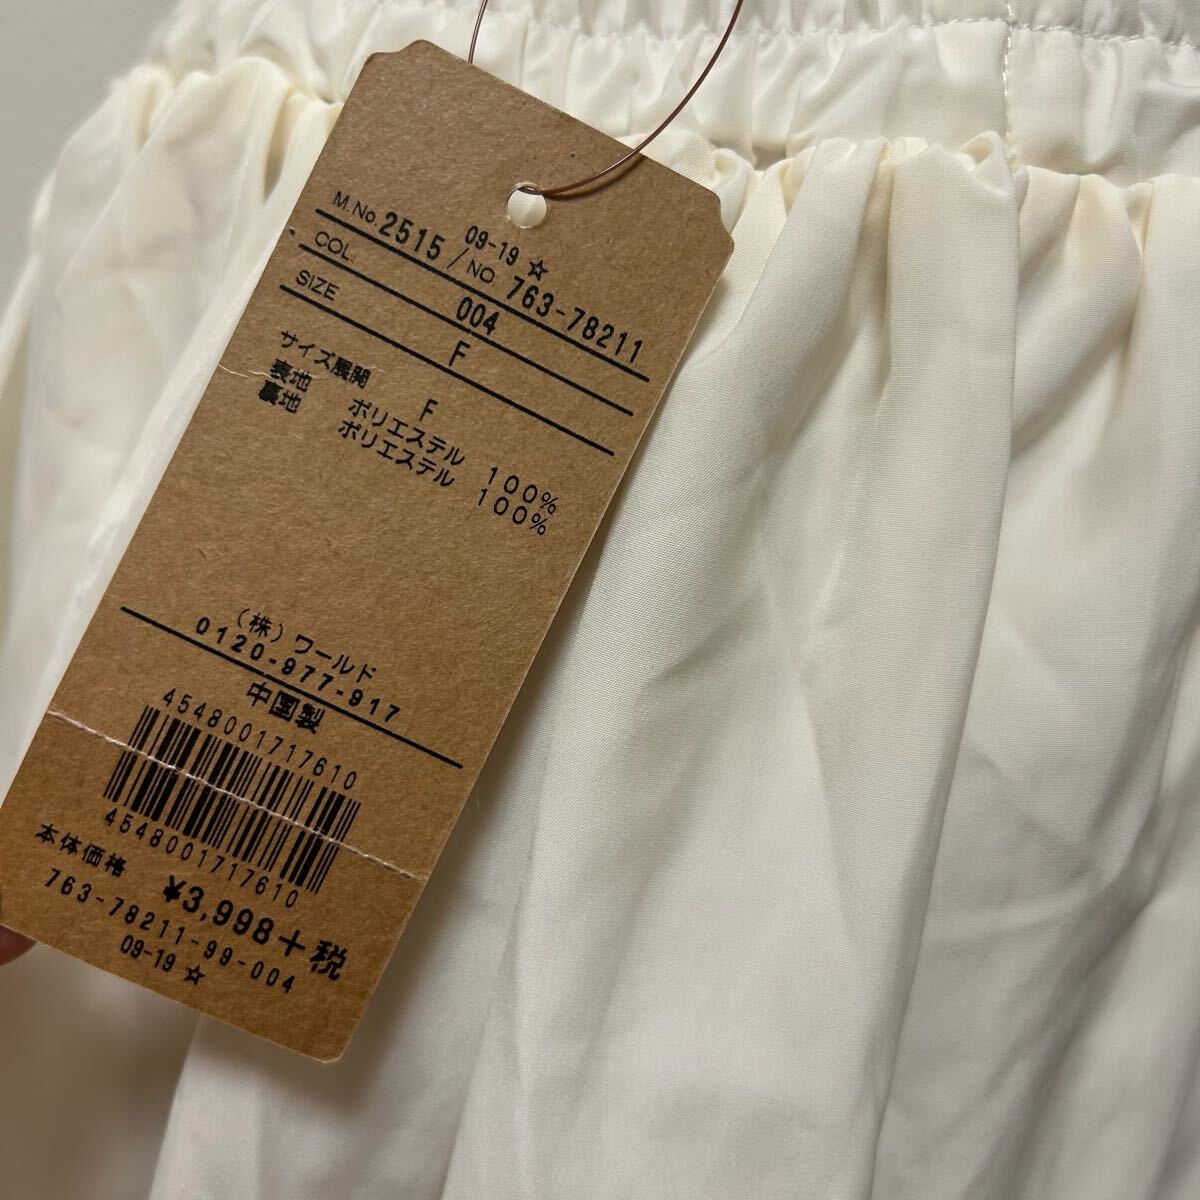 09-19 ☆
M.No. 2515 / NO. 763-78211
COL. 004
SIZE F
サイズ展開 F
表地 ポリエステル 100%
裏地 ポリエステル 100%
(株)ワールド
0120-977-917
中国製
4548001717610
4548001717610
本体価格 ¥3,998+税
763-78211-99-004
09-19 ☆